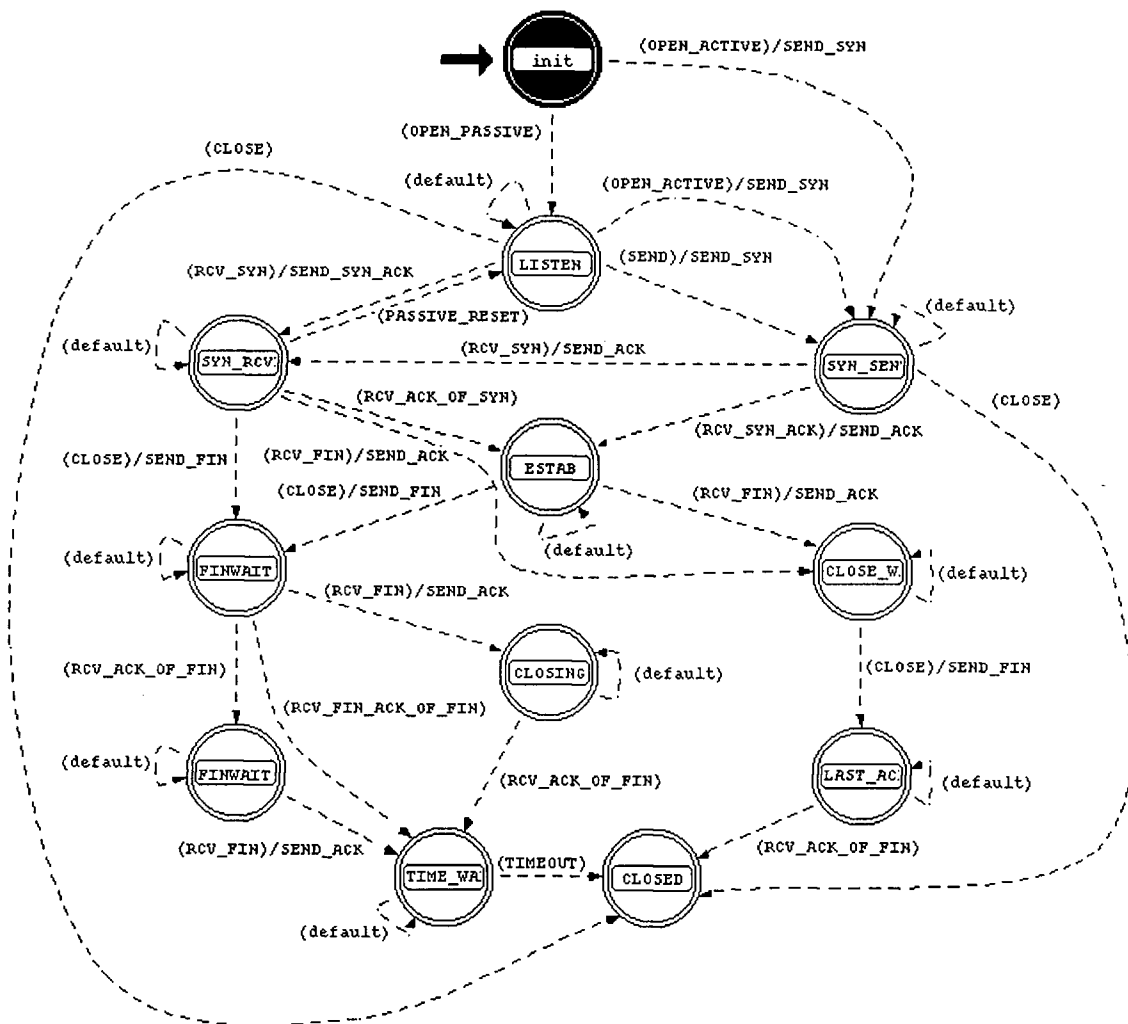 (OPEN_ACTIVE)/SEND_SYN
init
(OPEN_PASSIVE)
(CLOSE)
(default)
(OPEN_ACTIVE)/SEND_SYN
LISTEN
(SEND)/SEND_SYN
(RCV_SYN)/SEND_SYN_ACK
(default)
(PASSIVE_RESET)
(default)
(RCV_SYN)/SEND_ACK
SYN_RCV
SYN_SEN
(RCV_ACK_OF_SYN)
(CLOSE)
(RCV_SYN_ACK)/SEND_ACK
(RCV_FIN)/SEND_ACK
(CLOSE)/SEND_FIN
ESTAB
(CLOSE)/SEND_FIN
(RCV_FIN)/SEND_ACK
(default)
(default)
FINWAIT
CLOSE_W
(default)
(RCV_FIN)/SEND_ACK
(RCV_ACK_OF_FIN)
CLOSING
(default)
(CLOSE)/SEND_FIN
(RCV_FIN_ACK_OF_FIN)
(default)
FINWAIT
(RCV_ACK_OF_FIN)
LAST_AC
(default)
(RCV_FIN)/SEND_ACK
(RCV_ACK_OF_FIN)
(TIMEOUT)
TIME_WA
CLOSED
(default)